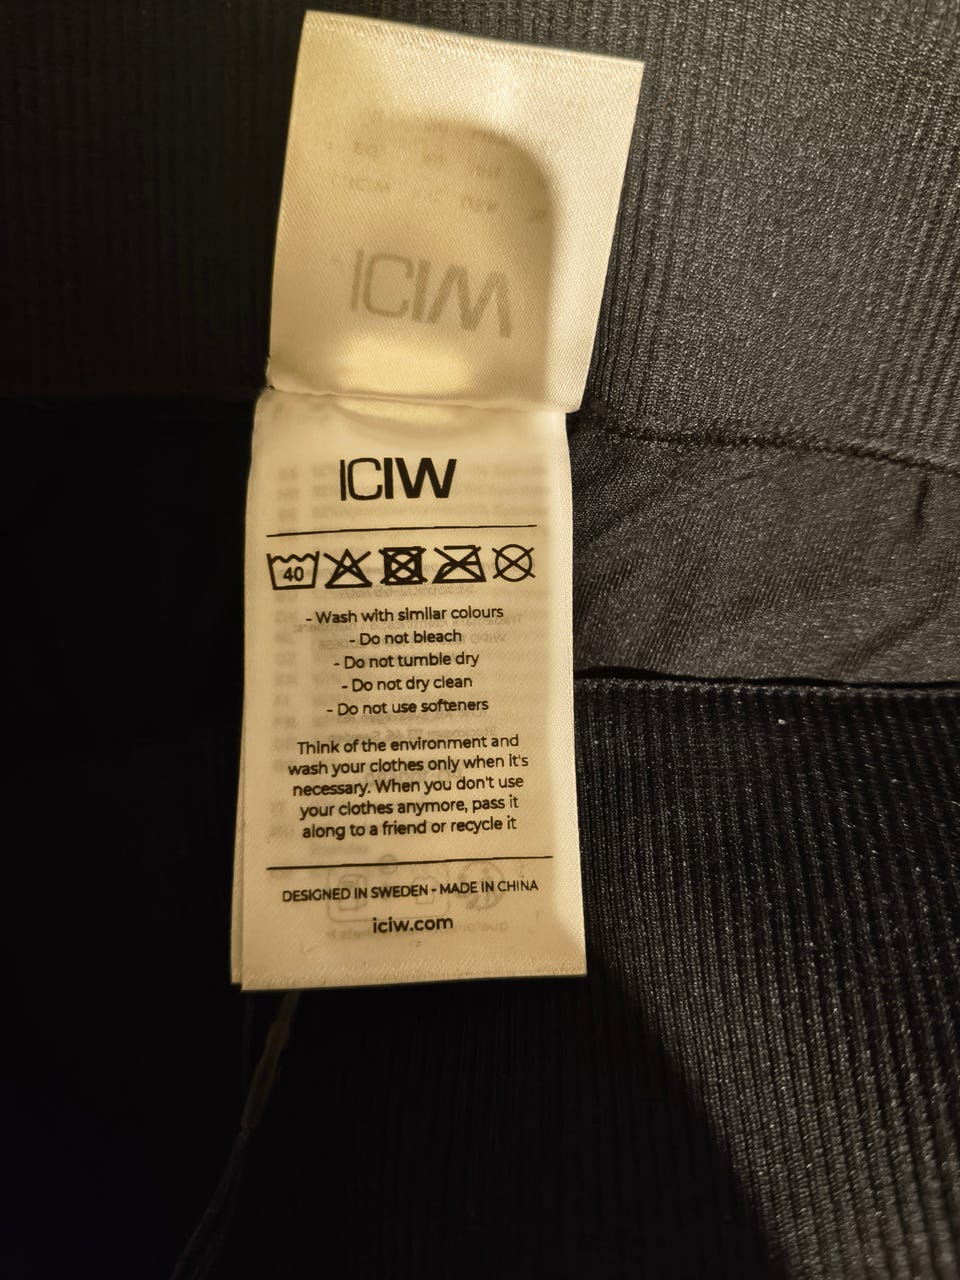 ICIW
ICIW
40
- Wash with similar colours
- Do not bleach
- Do not tumble dry
- Do not dry clean
- Do not use softeners
Think of the environment and
wash your clothes only when it's
necessary. When you don't use
your clothes anymore, pass it
along to a friend or recycle it
DESIGNED IN SWEDEN - MADE IN CHINA
iciw.com